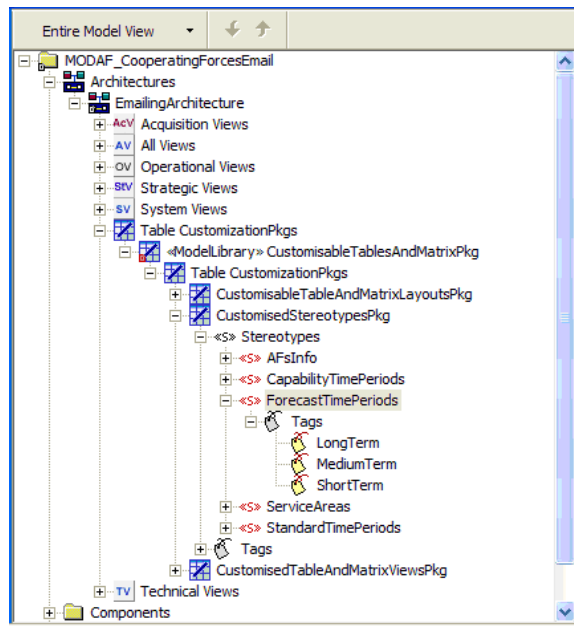 Entire Model View
MODAF_CooperatingForcesEmail
Architectures
EmailingArchitecture
AcV Acquisition Views
AV All Views
OV Operational Views
StV Strategic Views
SV System Views
Table CustomizationPkgs
«ModelLibrary» CustomisableTablesAndMatrixPkg
Table CustomizationPkgs
CustomisableTableAndMatrixLayoutsPkg
CustomisedStereotypesPkg
«S» Stereotypes
«S» AFsInfo
«S» CapabilityTimePeriods
«S» ForecastTimePeriods
Tags
LongTerm
MediumTerm
ShortTerm
«S» ServiceAreas
«S» StandardTimePeriods
Tags
CustomisedTableAndMatrixViewsPkg
TV Technical Views
Components